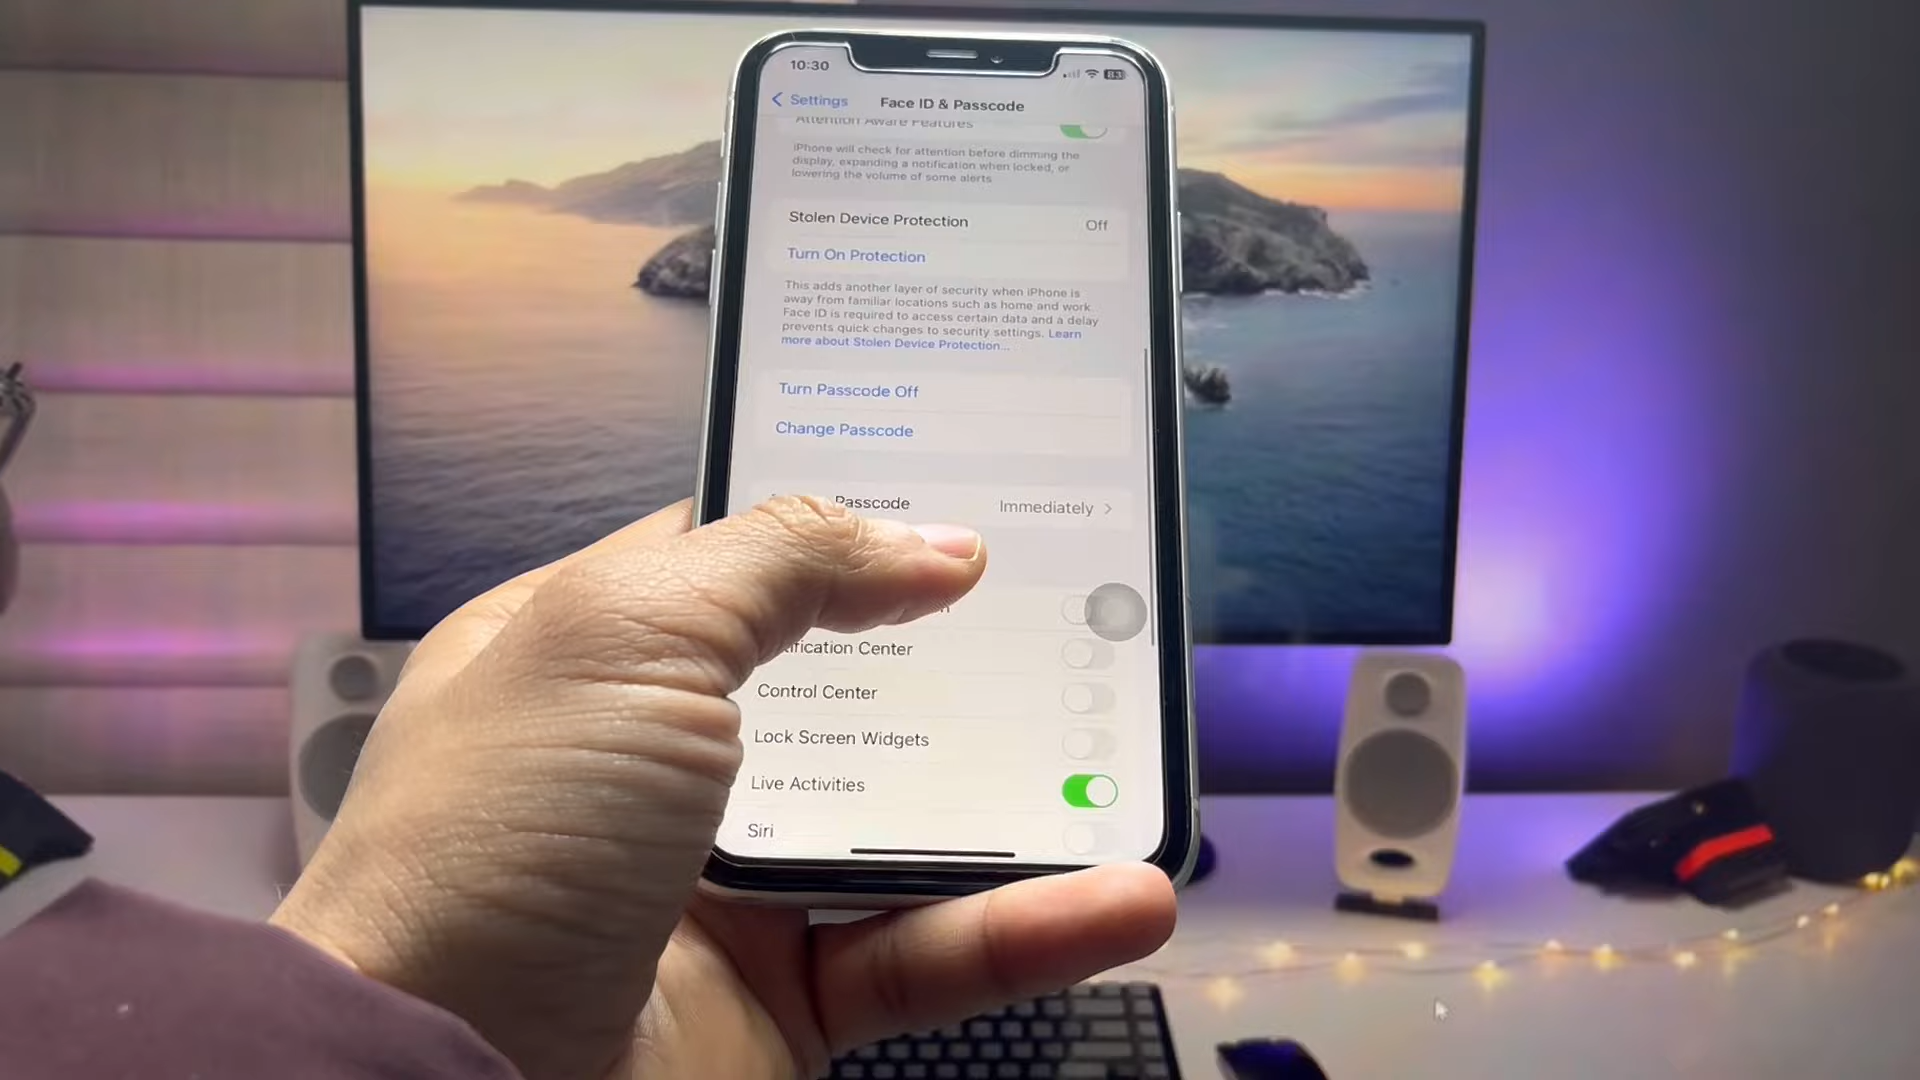 10:30
83
Settings
Face ID & Passcode
Attention Aware Features
iPhone will check for attention before dimming the
display, expanding a notification when locked, or
lowering the volume of some alerts
Stolen Device Protection
Off
Turn On Protection
This adds another layer of security when iPhone is
away from familiar locations such as home and work.
Face ID is required to access certain data and a delay
prevents quick changes to security settings. Learn
more about Stolen Device Protection...
Turn Passcode Off
Change Passcode
Passcode
Immediately
Center
Control Center
Lock Screen Widgets
Live Activities
Siri